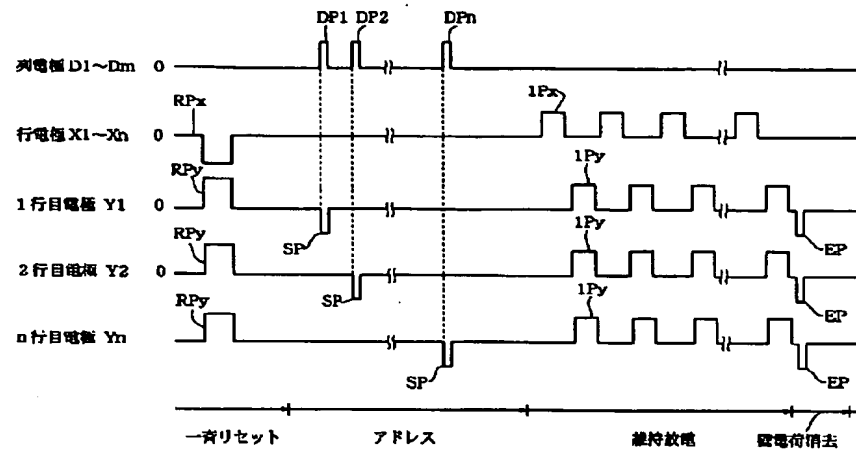 DP1 DP2 DPn
列電極 D1~Dm 0
RPx 1Px
行電極 X1~Xn 0
RPy 1Py
1行目電極 Y1 0
SP EP
RPy 1Py
2行目電極 Y2 0
SP EP
RPy 1Py
n行目電極 Yn
SP EP
一斉リセット アドレス 維持放電 壁電荷消去